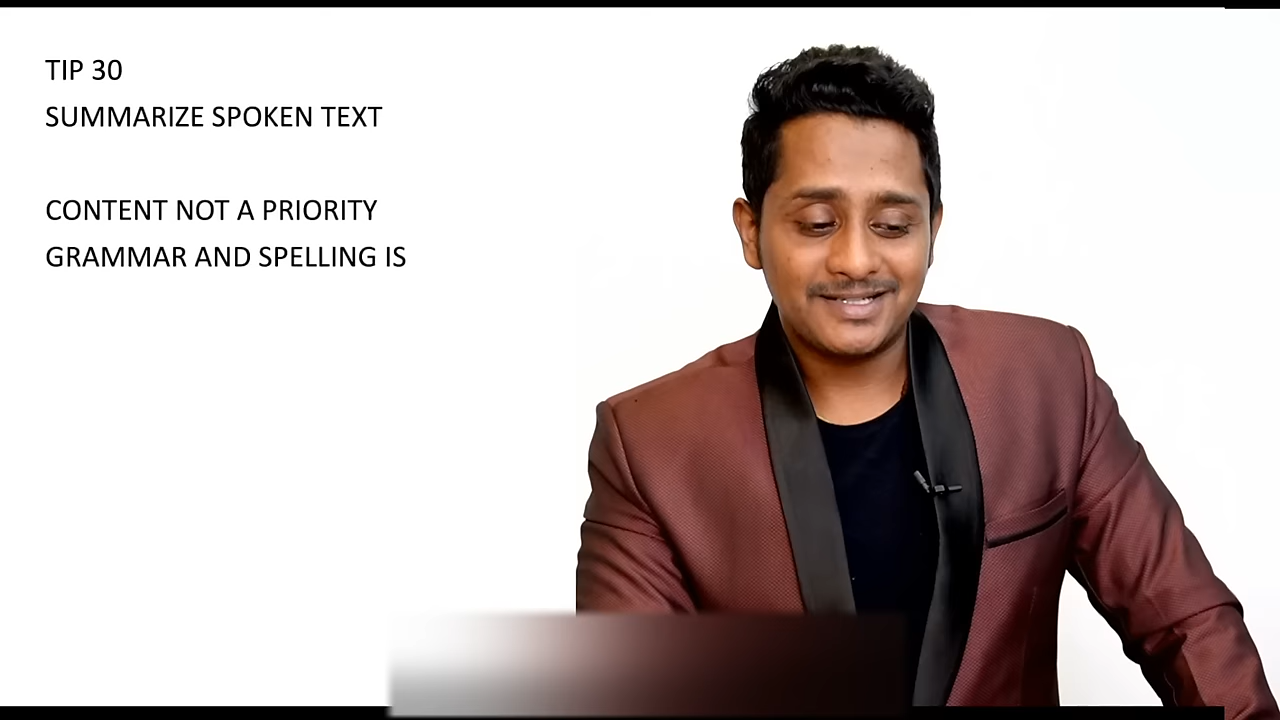 TIP 30
SUMMARIZE SPOKEN TEXT
CONTENT NOT A PRIORITY
GRAMMAR AND SPELLING IS